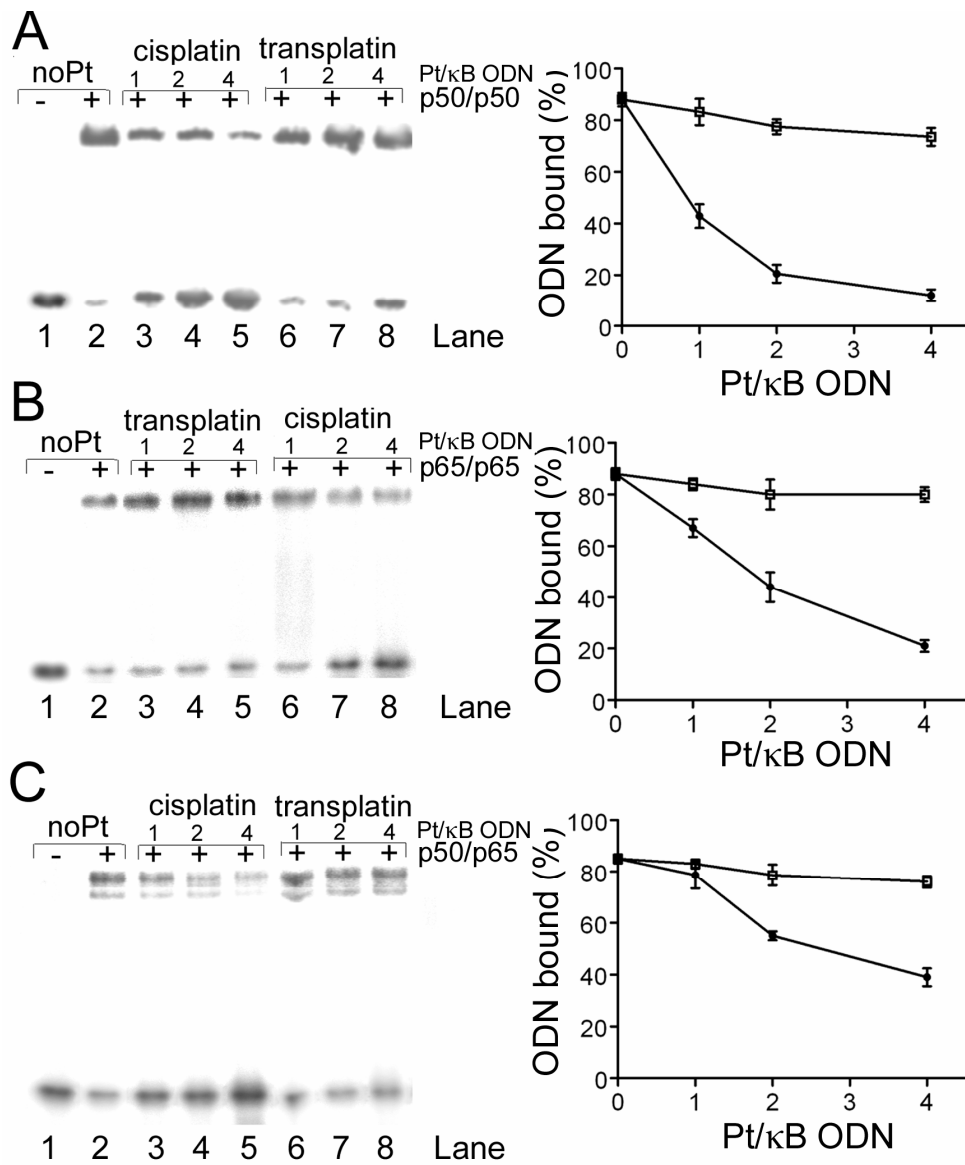 A
cisplatin transplatin
noPt 1 2 4 1 2 4 Pt/κB ODN
- + + + + + + + p50/p50
1 2 3 4 5 6 7 8 Lane
ODN bound (%)
100
80
60
40
20
0
0 1 2 3 4
Pt/κB ODN
B
transplatin cisplatin
noPt 1 2 4 1 2 4 Pt/κB ODN
- + + + + + + + p65/p65
1 2 3 4 5 6 7 8 Lane
ODN bound (%)
100
80
60
40
20
0
0 1 2 3 4
Pt/κB ODN
C
cisplatin transplatin
noPt 1 2 4 1 2 4 Pt/κB ODN
- + + + + + + + p50/p65
1 2 3 4 5 6 7 8 Lane
ODN bound (%)
100
80
60
40
20
0
0 1 2 3 4
Pt/κB ODN